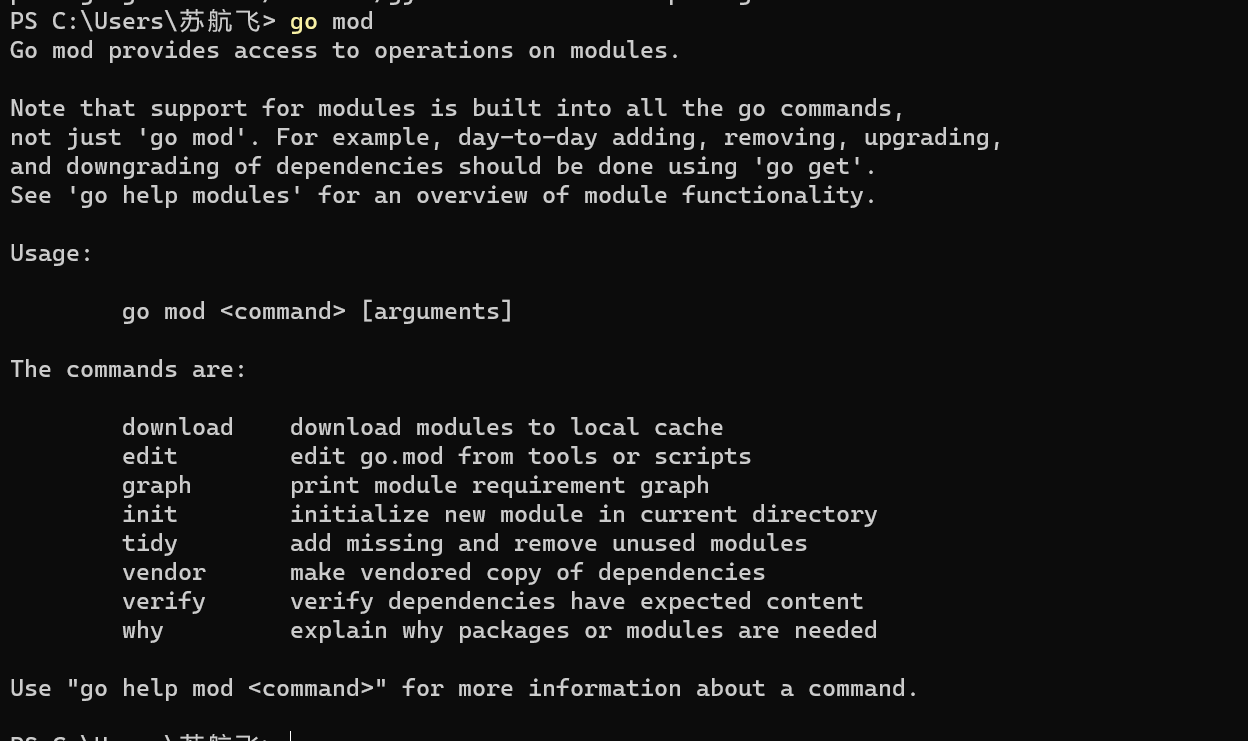 PS C:\Users\苏航飞> go mod
Go mod provides access to operations on modules.
Note that support for modules is built into all the go commands,
not just 'go mod'. For example, day-to-day adding, removing, upgrading,
and downgrading of dependencies should be done using 'go get'.
See 'go help modules' for an overview of module functionality.
Usage:
go mod <command> [arguments]
The commands are:
download    download modules to local cache
edit        edit go.mod from tools or scripts
graph       print module requirement graph
init        initialize new module in current directory
tidy        add missing and remove unused modules
vendor      make vendored copy of dependencies
verify      verify dependencies have expected content
why         explain why packages or modules are needed
Use "go help mod <command>" for more information about a command.
PS C:\Users\苏航飞>